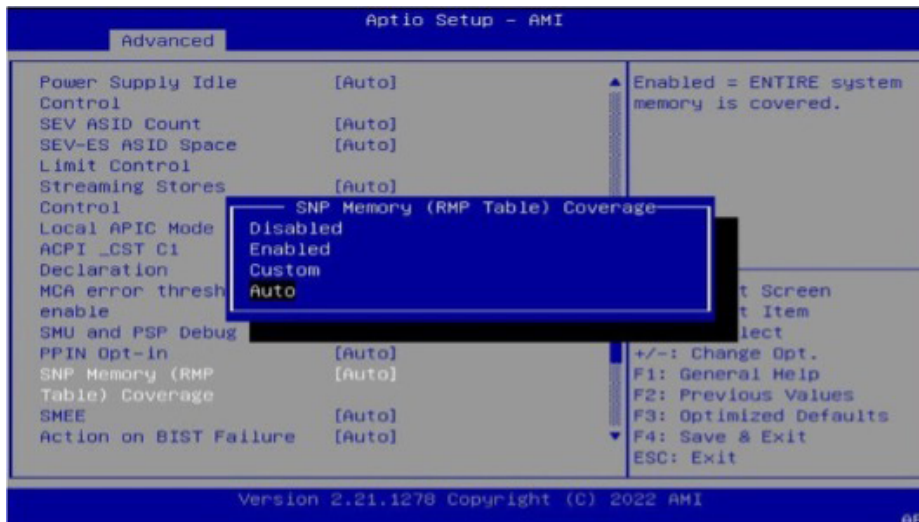 Aptio Setup – AMI
Advanced
Power Supply Idle [Auto]
Control
SEV ASID Count [Auto]
SEV-ES ASID Space [Auto]
Limit Control
Streaming Stores [Auto]
Control
Local APIC Mode
ACPI _CST C1
Declaration
MCA error thresh
enable
SMU and PSP Debug
PPIN Opt-in [Auto]
SNP Memory (RMP [Auto]
Table) Coverage
SMEE [Auto]
Action on BIST Failure [Auto]
SNP Memory (RMP Table) Coverage
Disabled
Enabled
Custom
Auto
Enabled = ENTIRE system
memory is covered.
t Screen
t Item
lect
+/-: Change Opt.
F1: General Help
F2: Previous Values
F3: Optimized Defaults
F4: Save & Exit
ESC: Exit
Version 2.21.1278 Copyright (C) 2022 AMI